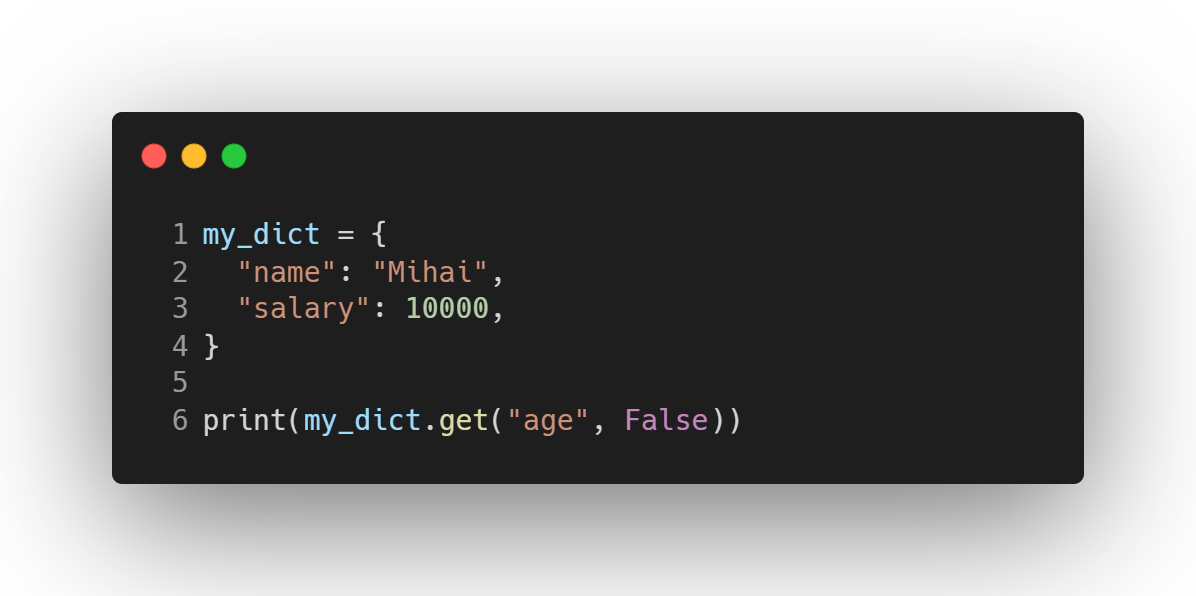 1 my_dict = {
2   "name": "Mihai",
3   "salary": 10000,
4 }
5
6 print(my_dict.get("age", False))